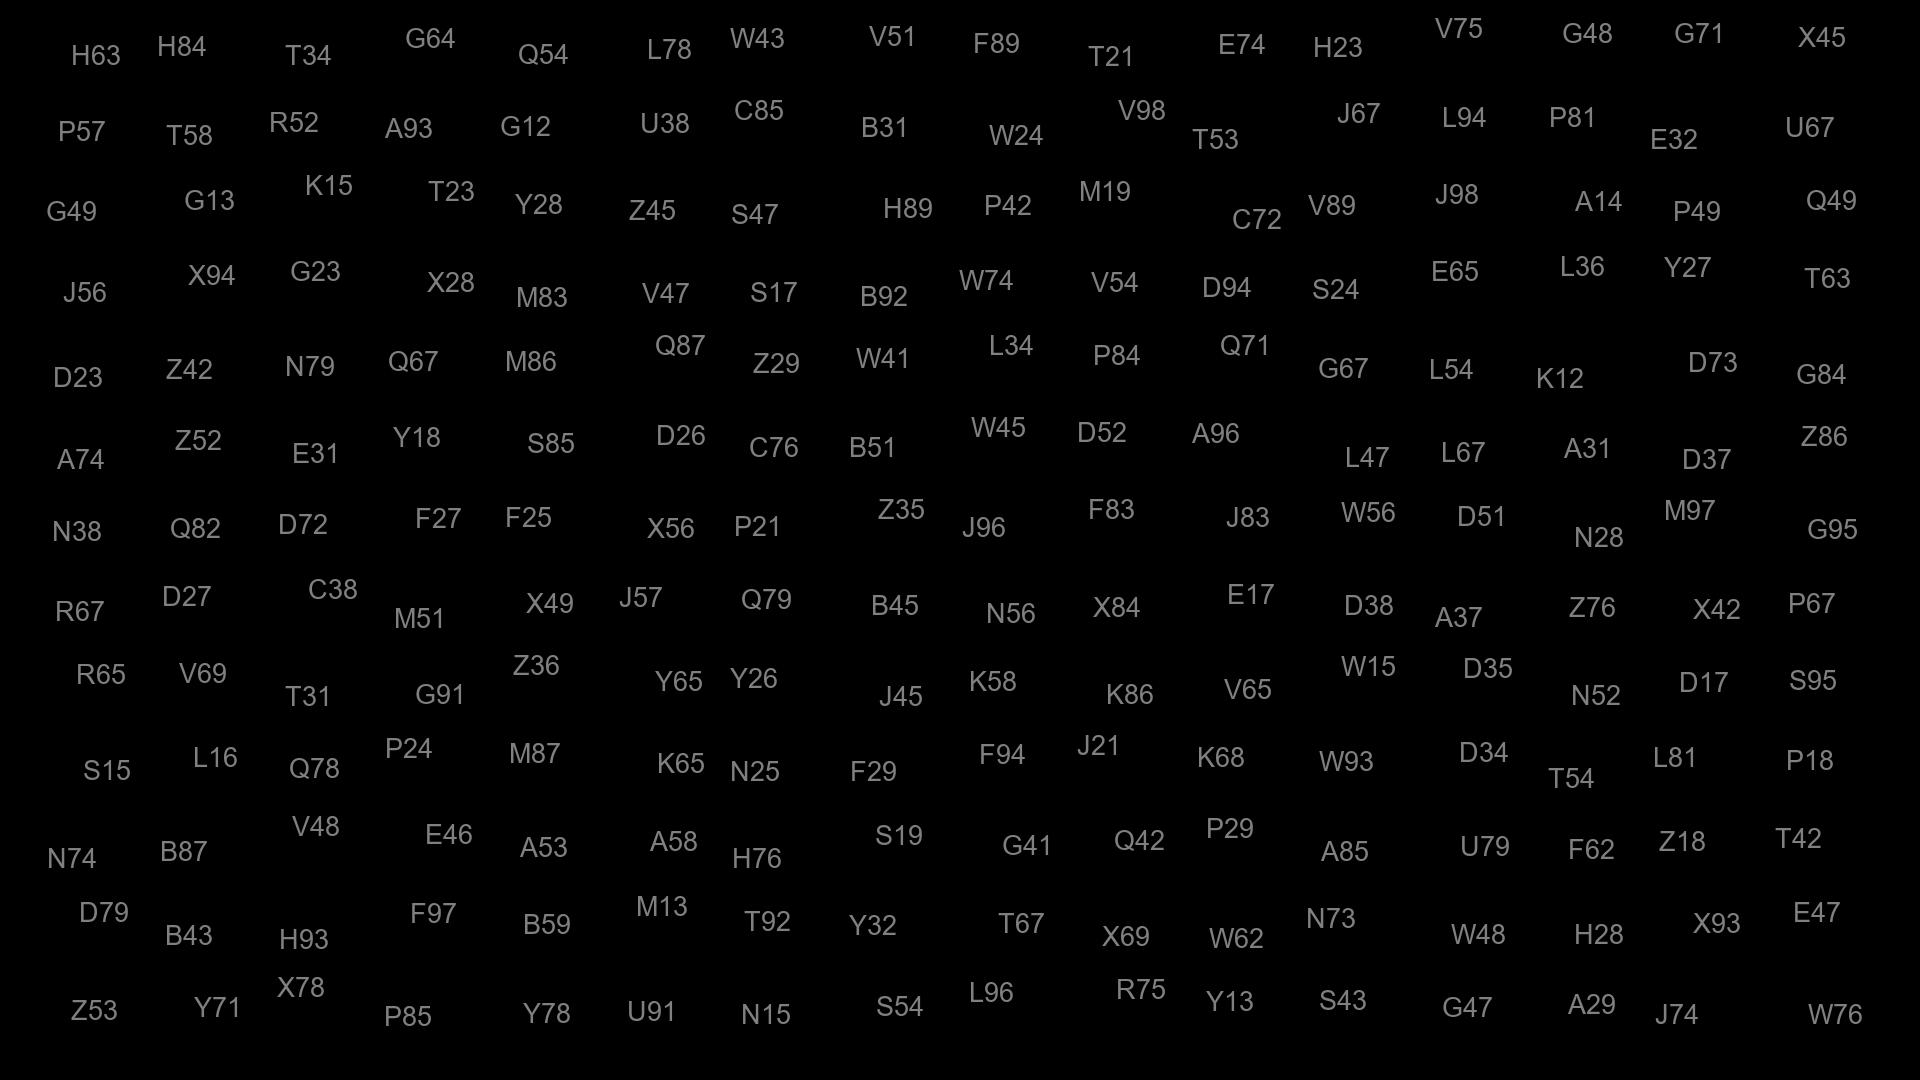 H63 H84 T34 G64 Q54 L78 W43 V51 F89 T21 E74 H23 V75 G48 G71 X45
P57 T58 R52 A93 G12 U38 C85 B31 W24 V98 T53 J67 L94 P81 E32 U67
G49 G13 K15 T23 Y28 Z45 S47 H89 P42 M19 C72 V89 J98 A14 P49 Q49
J56 X94 G23 X28 M83 V47 S17 B92 W74 V54 D94 S24 E65 L36 Y27 T63
D23 Z42 N79 Q67 M86 Q87 Z29 W41 L34 P84 Q71 G67 L54 K12 D73 G84
A74 Z52 E31 Y18 S85 D26 C76 B51 W45 D52 A96 L47 L67 A31 D37 Z86
N38 Q82 D72 F27 F25 X56 P21 Z35 J96 F83 J83 W56 D51 N28 M97 G95
R67 D27 C38 M51 X49 J57 Q79 B45 N56 X84 E17 D38 A37 Z76 X42 P67
R65 V69 T31 G91 Z36 Y65 Y26 J45 K58 K86 V65 W15 D35 N52 D17 S95
S15 L16 Q78 P24 M87 K65 N25 F29 F94 J21 K68 W93 D34 T54 L81 P18
N74 B87 V48 E46 A53 A58 H76 S19 G41 Q42 P29 A85 U79 F62 Z18 T42
D79 B43 H93 F97 B59 M13 T92 Y32 T67 X69 W62 N73 W48 H28 X93 E47
Z53 Y71 X78 P85 Y78 U91 N15 S54 L96 R75 Y13 S43 G47 A29 J74 W76